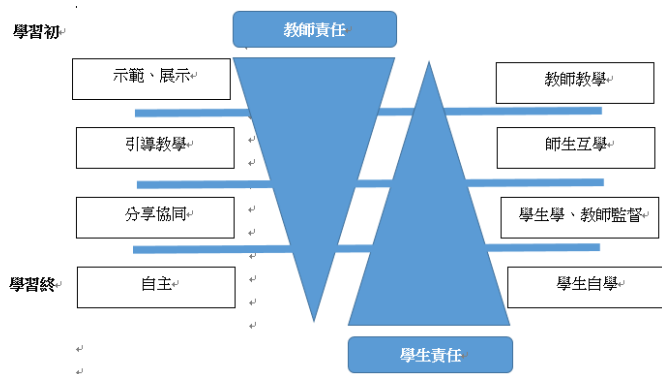 教師責任
學習初
示範、展示
教師教學
引導教學
師生互學
分享協同
學生學、教師監督
學習終
自主
學生自學
學生責任